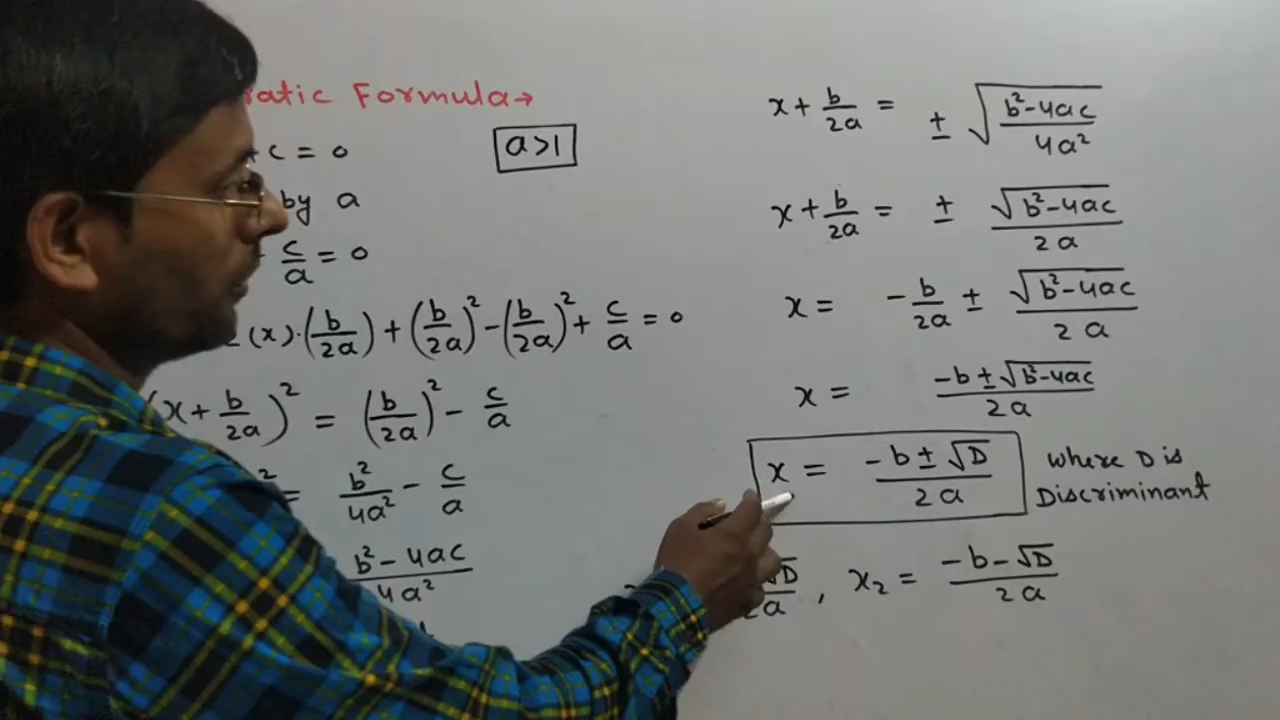 ratic Formula→
+ c = 0
a>1
by a
c/a = 0
(x)·(b/2a) + (b/2a)² - (b/2a)² + c/a = 0
(x + b/2a)² = (b/2a)² - c/a
² = b²/4a² - c/a
b² - 4ac/4a²
x + b/2a = ± √(b²-4ac/4a²)
x + b/2a = ± √(b²-4ac)/2a
x = -b/2a ± √(b²-4ac)/2a
x = -b±√(b²-4ac)/2a
x = -b±√D/2a where D is
Discriminant
√D/2a , x₂ = -b-√D/2a